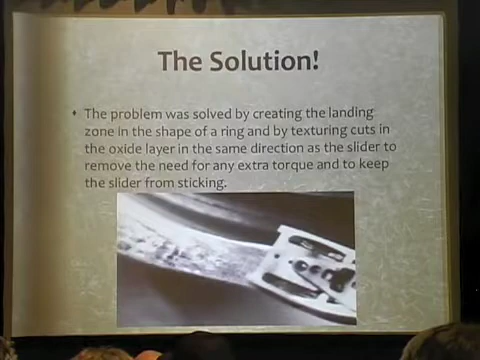 The Solution!
The problem was solved by creating the landing
zone in the shape of a ring and by texturing cuts in
the oxide layer in the same direction as the slider to
remove the need for any extra torque and to keep
the slider from sticking.